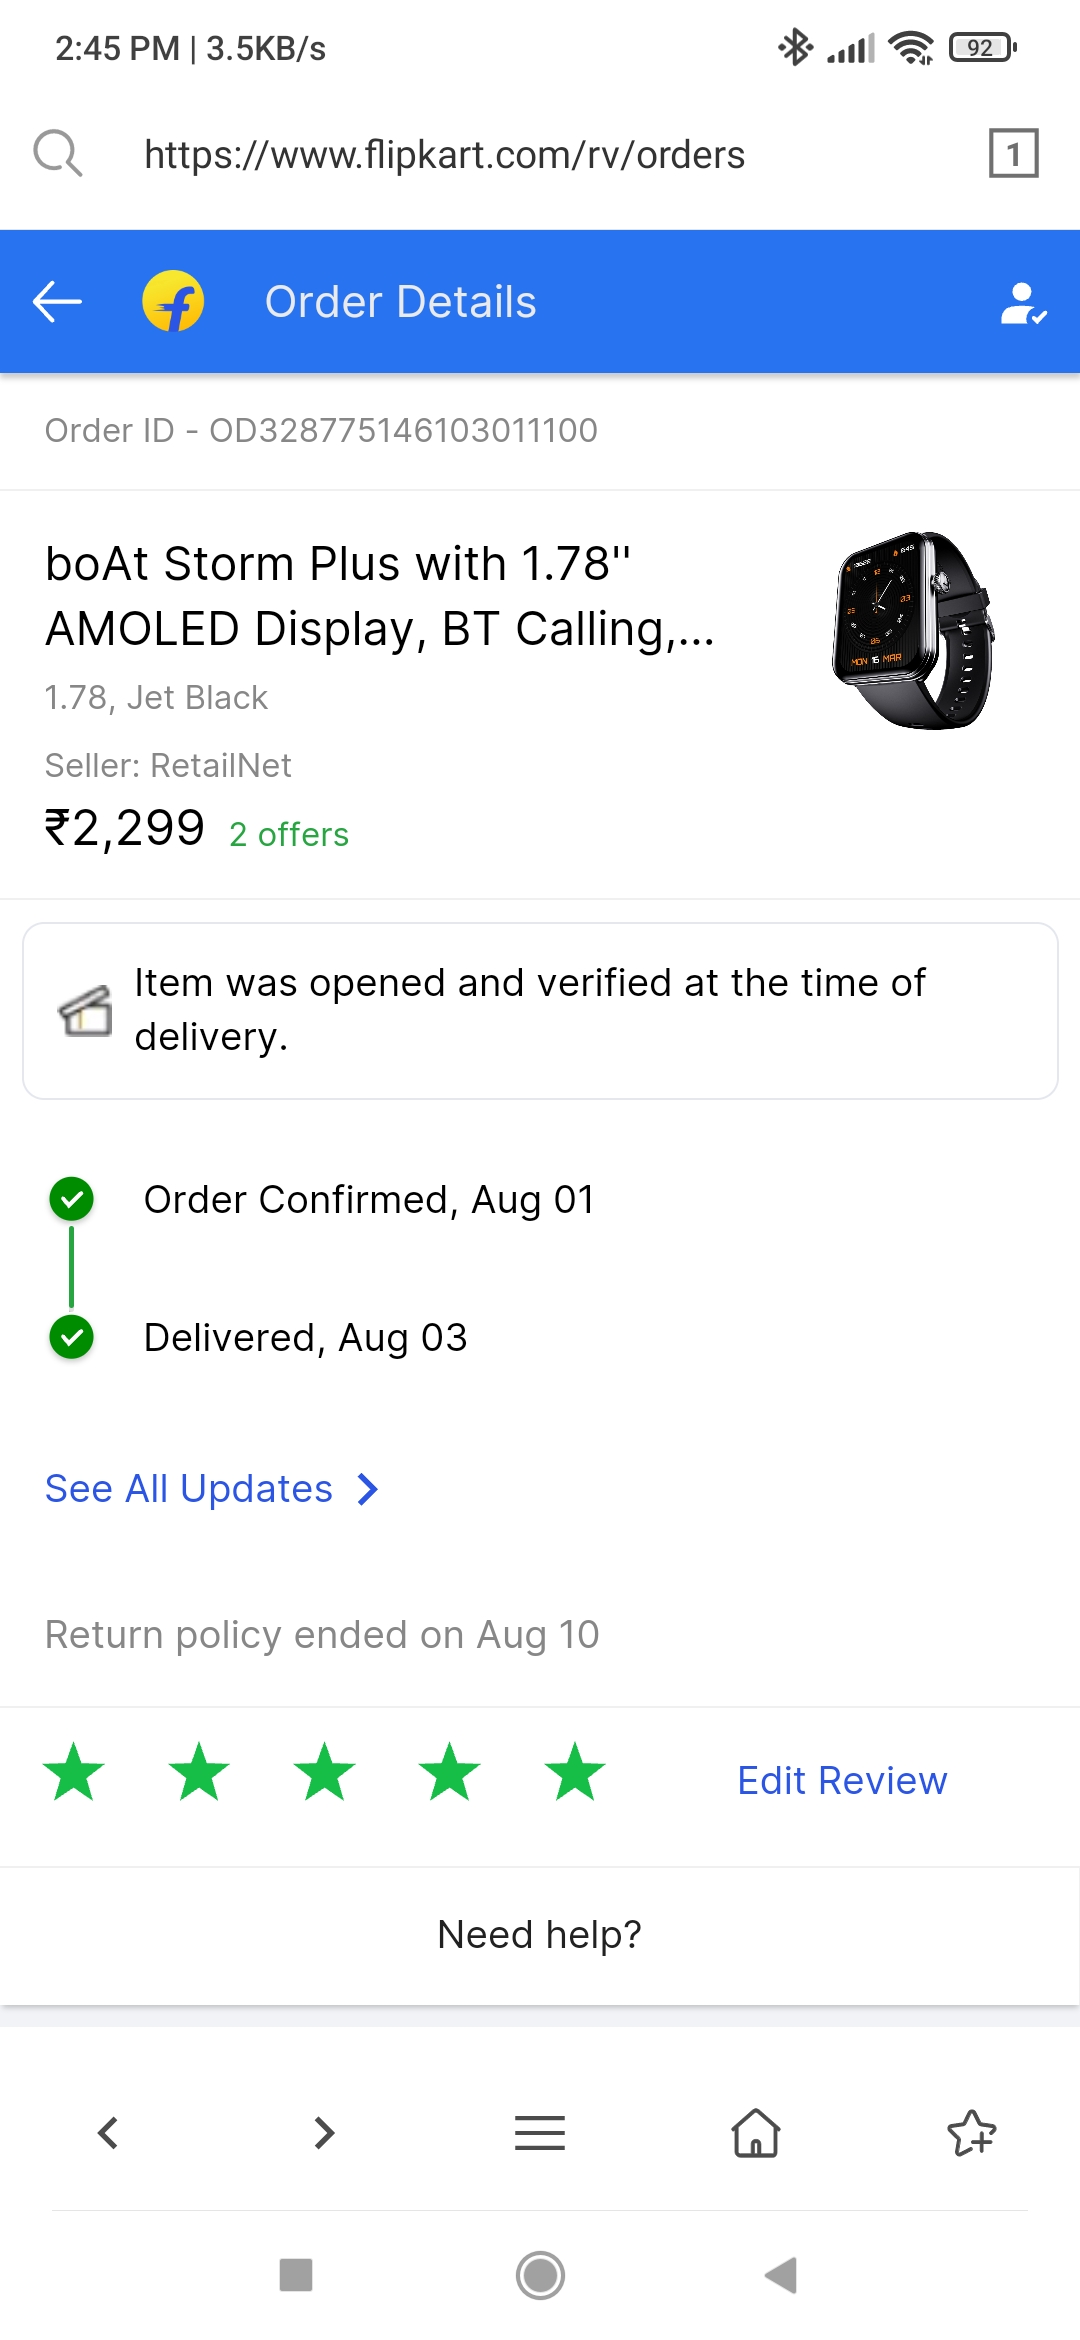 2:45 PM | 3.5KB/s
92
https://www.flipkart.com/rv/orders
1
Order Details
Order ID - OD328775146103011100
boAt Storm Plus with 1.78"
AMOLED Display, BT Calling,...
1.78, Jet Black
Seller: RetailNet
₹2,299 2 offers
Item was opened and verified at the time of
delivery.
Order Confirmed, Aug 01
Delivered, Aug 03
See All Updates
Return policy ended on Aug 10
Edit Review
Need help?